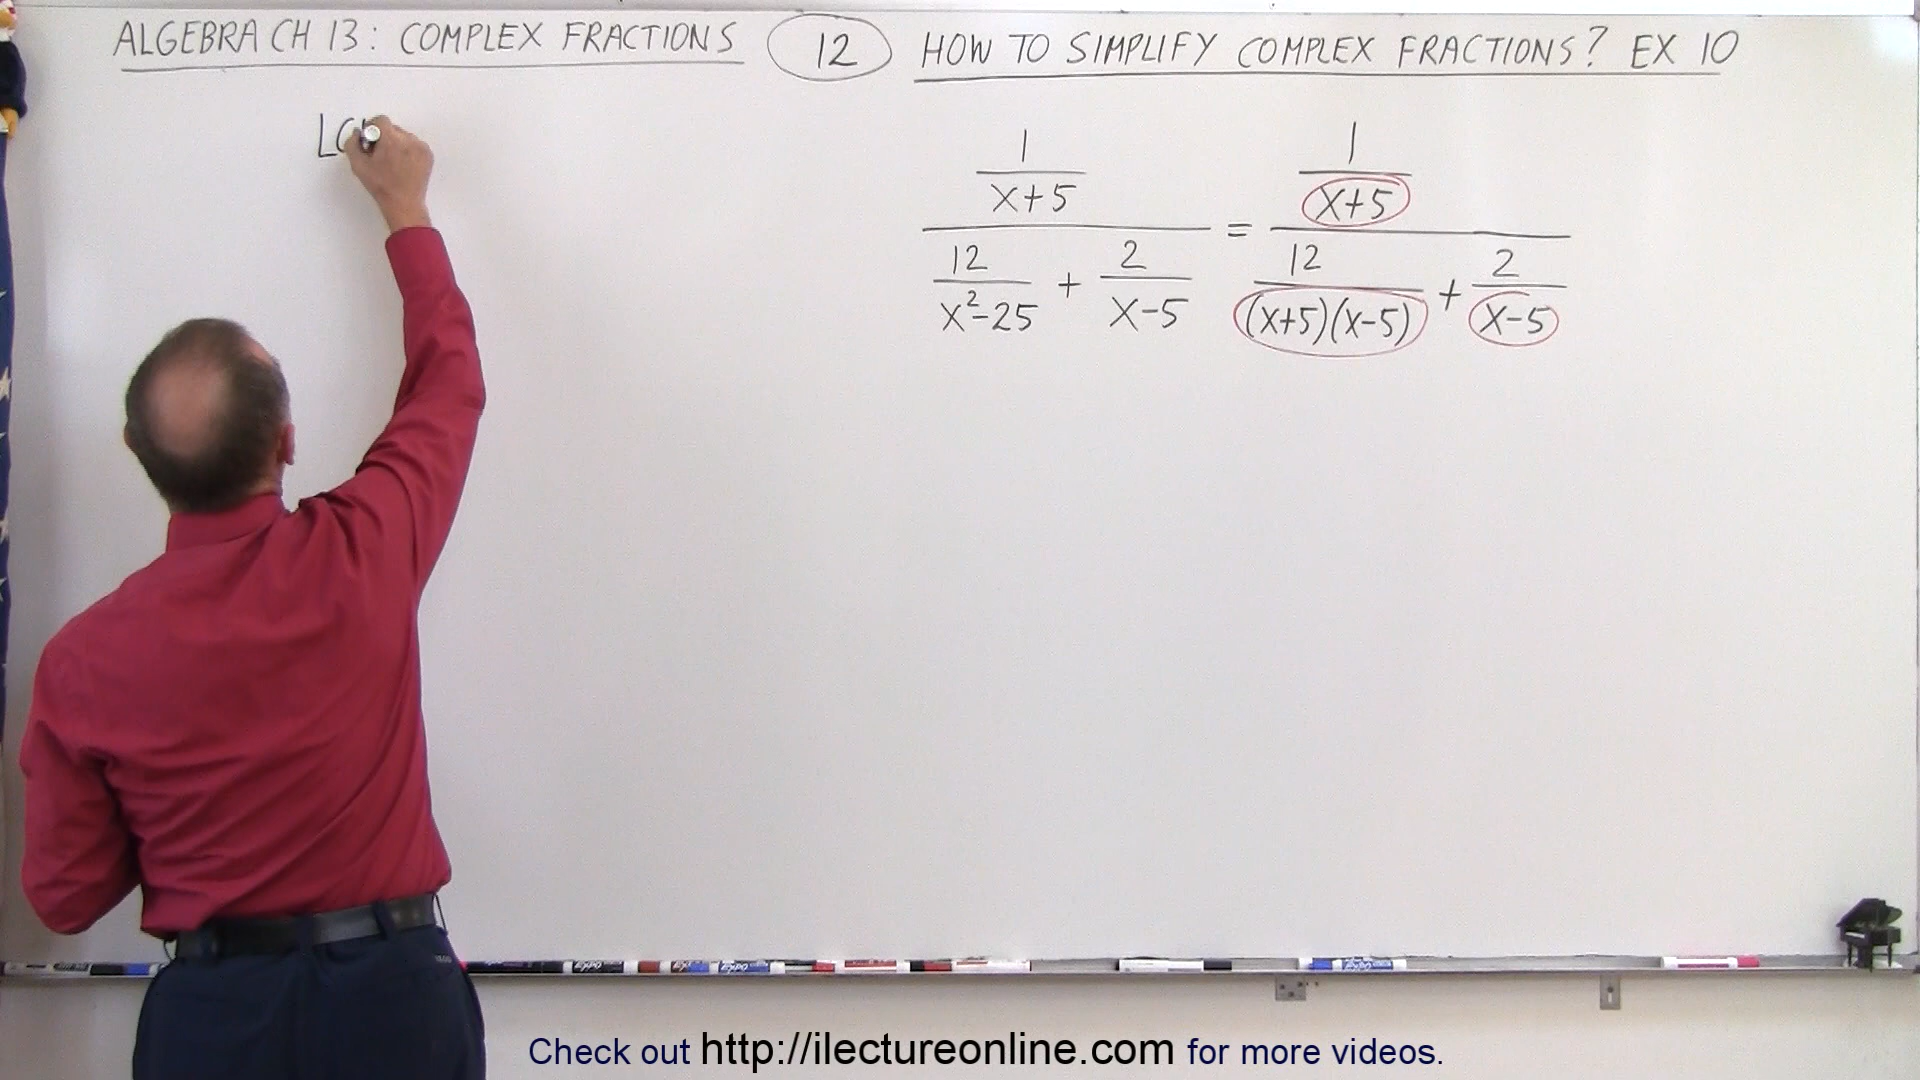 ALGEBRA CH 13: COMPLEX FRACTIONS 12 HOW TO SIMPLIFY COMPLEX FRACTIONS? EX 10
LC
1 1
x+5 x+5
=
12 + 2 12 + 2
x²-25 x-5 (x+5)(x-5) x-5
Check out http://ilectureonline.com for more videos.